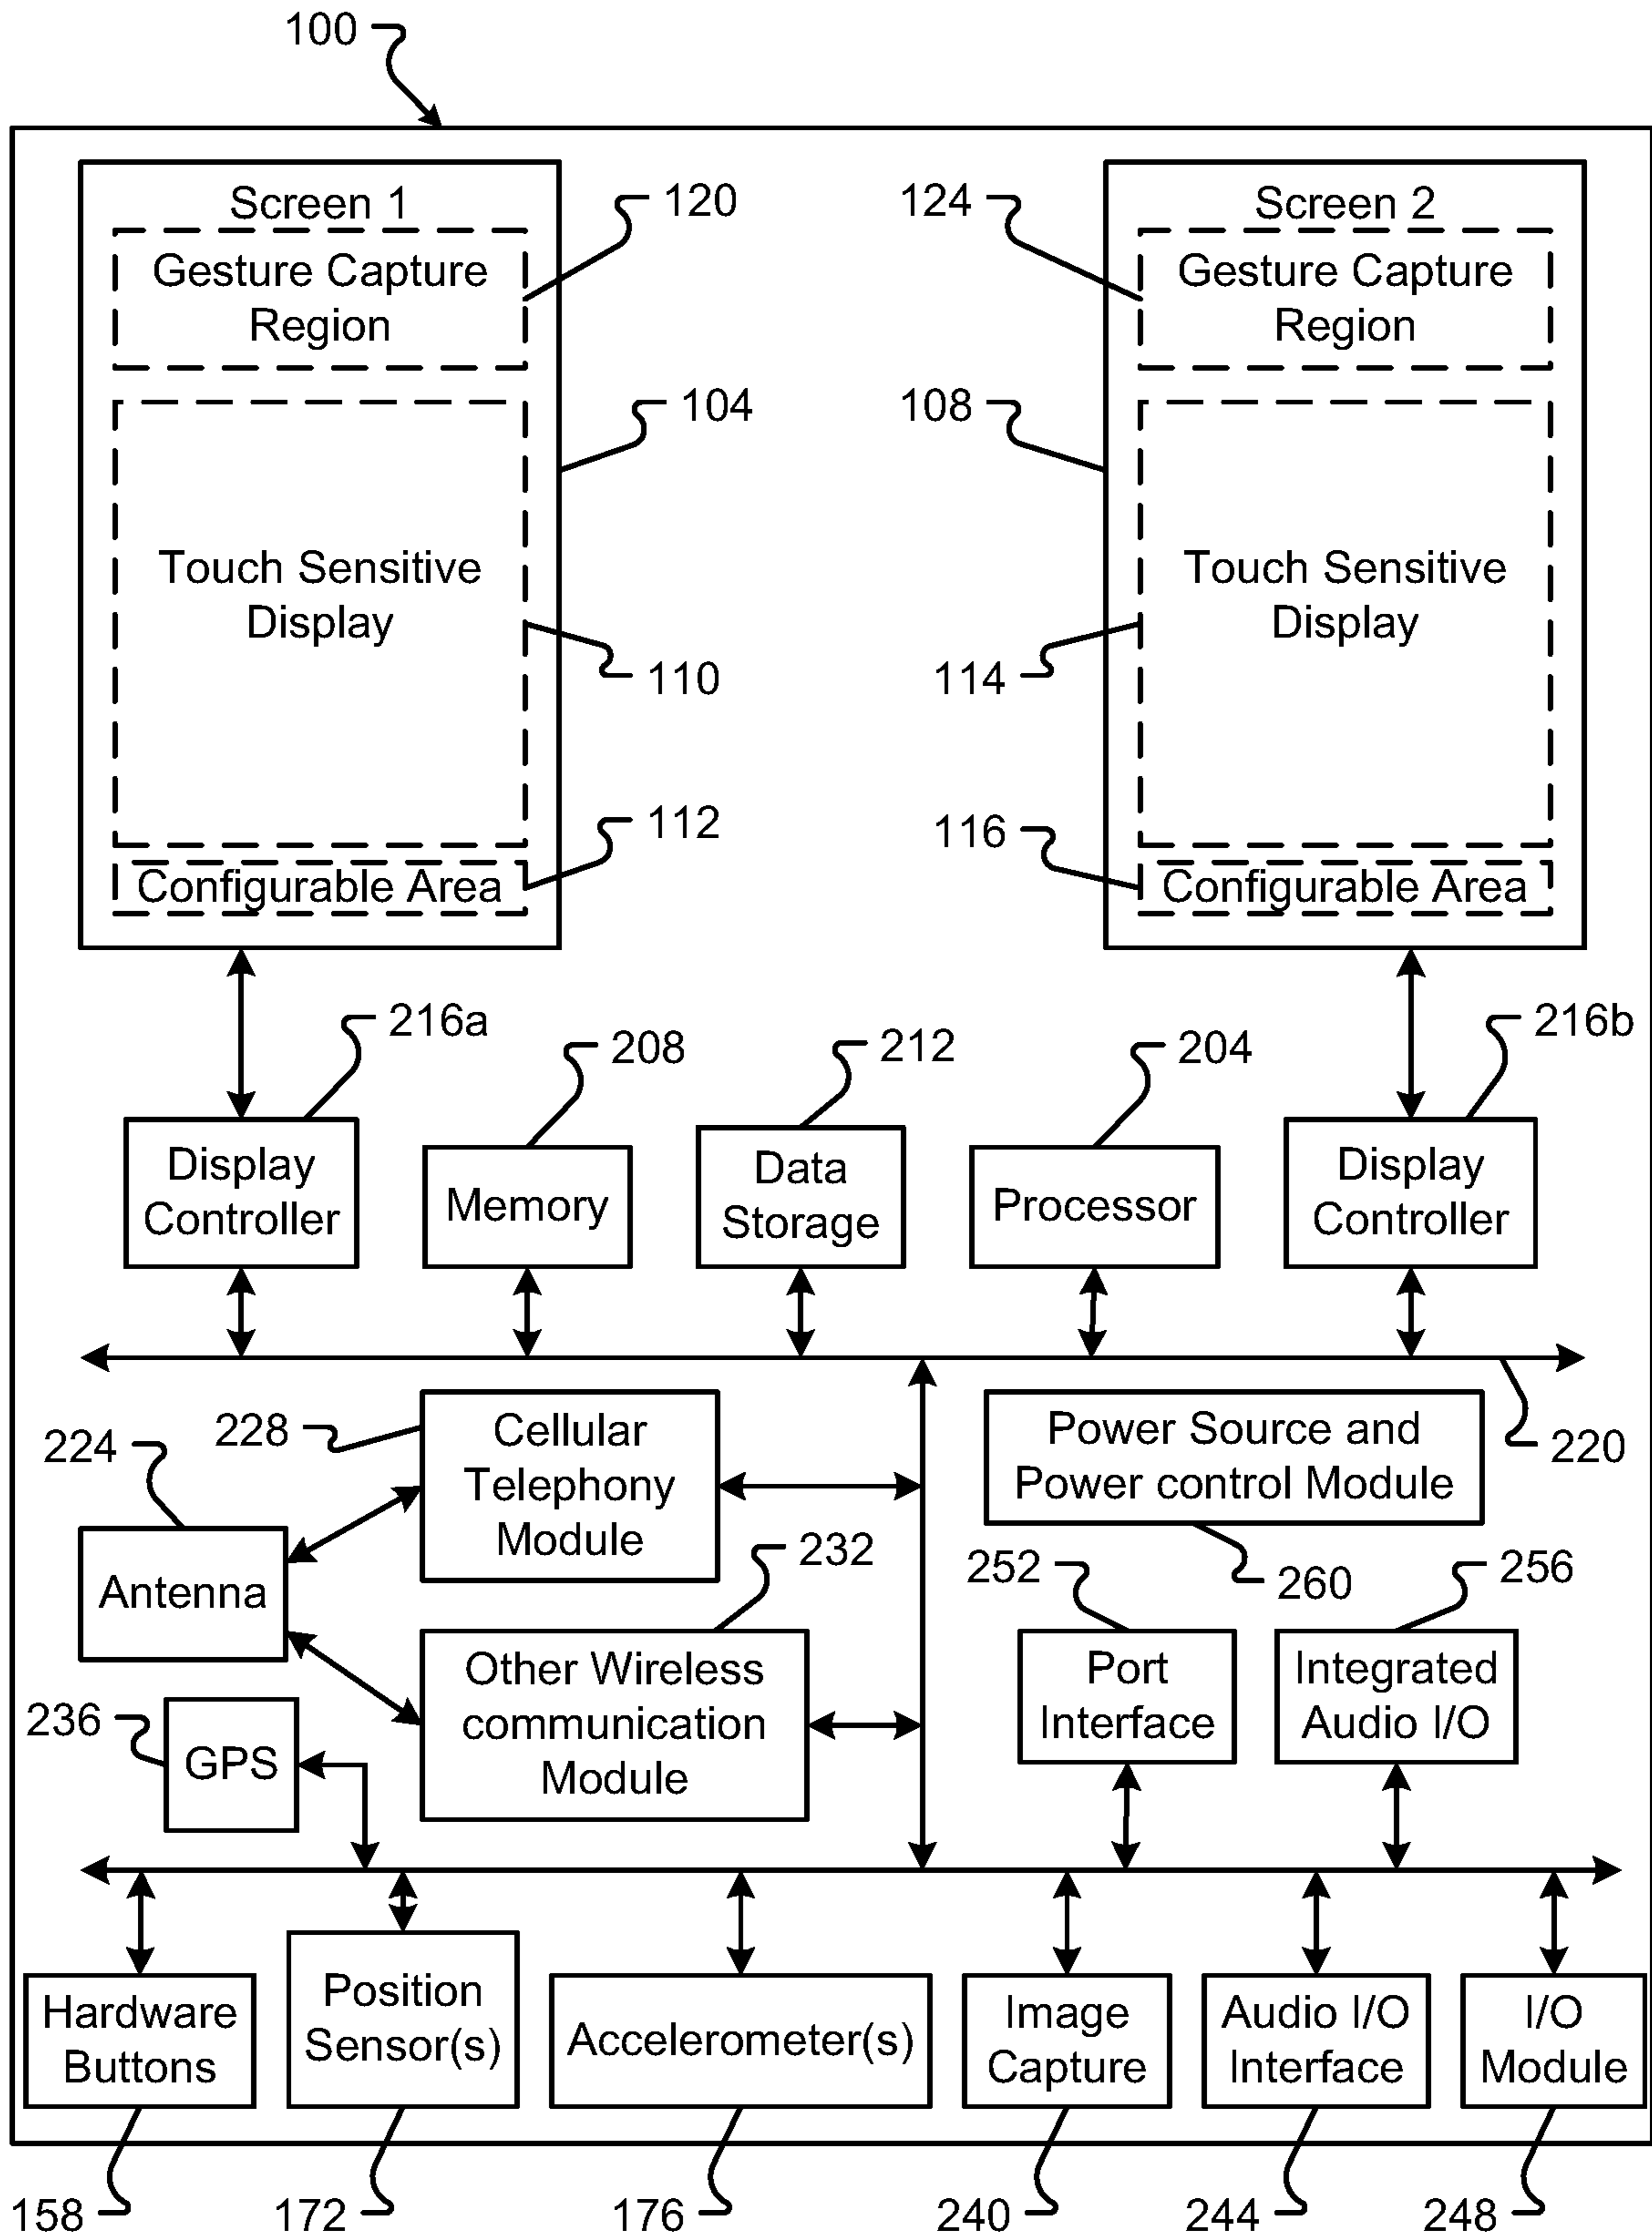 100
Screen 1
Gesture Capture
Region
120
124
Screen 2
Gesture Capture
Region
104
108
Touch Sensitive
Display
110
114
Touch Sensitive
Display
112
116
Configurable Area
Configurable Area
216a
208
212
204
216b
Display
Controller
Memory
Data
Storage
Processor
Display
Controller
220
224
228
Cellular
Telephony
Module
Power Source and
Power control Module
260
Antenna
232
252
256
Other Wireless
communication
Module
Port
Interface
Integrated
Audio I/O
236
GPS
Hardware
Buttons
Position
Sensor(s)
Accelerometer(s)
Image
Capture
Audio I/O
Interface
I/O
Module
158
172
176
240
244
248